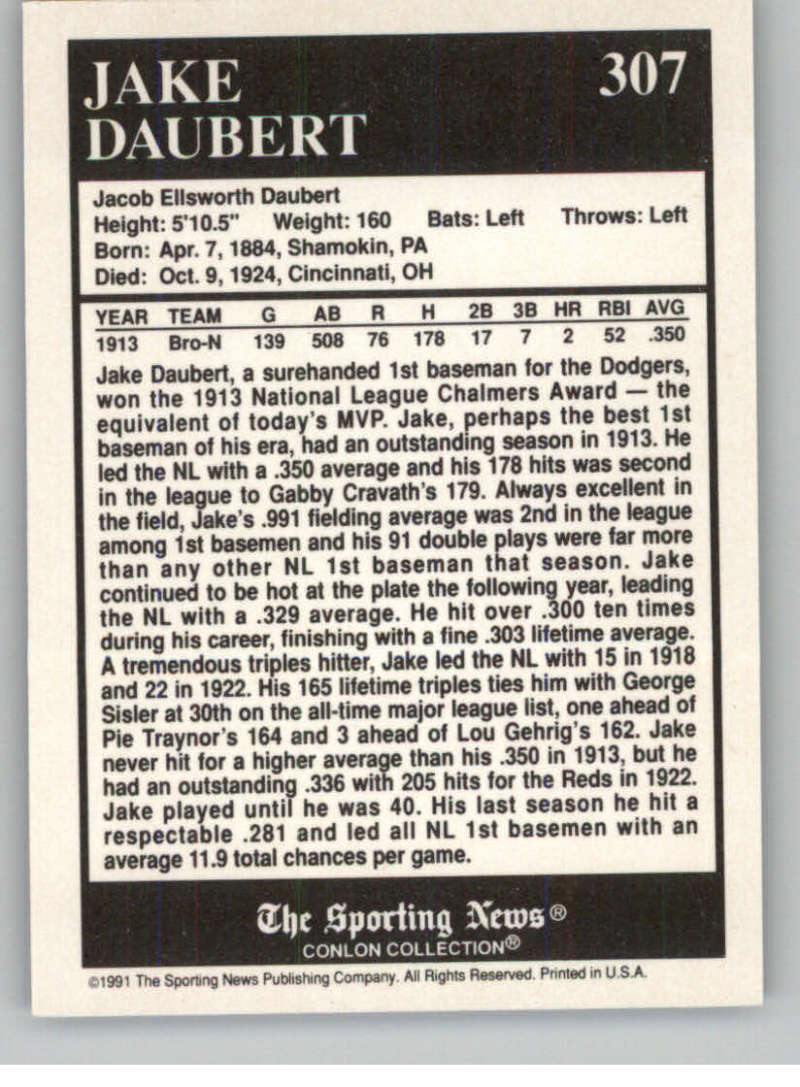 JAKE 307
DAUBERT
Jacob Ellsworth Daubert
Height: 5'10.5" Weight: 160 Bats: Left Throws: Left
Born: Apr. 7, 1884, Shamokin, PA
Died: Oct. 9, 1924, Cincinnati, OH
YEAR TEAM G AB R H 2B 3B HR RBI AVG
1913 Bro-N 139 508 76 178 17 7 2 52 .350
Jake Daubert, a surehanded 1st baseman for the Dodgers,
won the 1913 National League Chalmers Award — the
equivalent of today's MVP. Jake, perhaps the best 1st
baseman of his era, had an outstanding season in 1913. He
led the NL with a .350 average and his 178 hits was second
in the league to Gabby Cravath's 179. Always excellent in
the field, Jake's .991 fielding average was 2nd in the league
among 1st basemen and his 91 double plays were far more
than any other NL 1st baseman that season. Jake
continued to be hot at the plate the following year, leading
the NL with a .329 average. He hit over .300 ten times
during his career, finishing with a fine .303 lifetime average.
A tremendous triples hitter, Jake led the NL with 15 in 1918
and 22 in 1922. His 165 lifetime triples ties him with George
Sisler at 30th on the all-time major league list, one ahead of
Pie Traynor's 164 and 3 ahead of Lou Gehrig's 162. Jake
never hit for a higher average than his .350 in 1913, but he
had an outstanding .336 with 205 hits for the Reds in 1922.
Jake played until he was 40. His last season he hit a
respectable .281 and led all NL 1st basemen with an
average 11.9 total chances per game.
The Sporting News®
CONLON COLLECTION®
©1991 The Sporting News Publishing Company. All Rights Reserved. Printed in U.S.A.